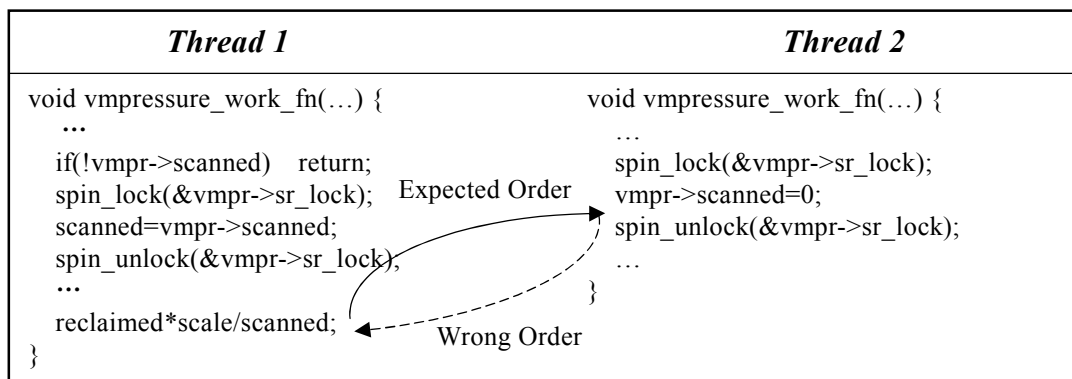 Thread 1
Thread 2
void vmpressure_work_fn(…) {
…
if(!vmpr->scanned) return;
spin_lock(&vmpr->sr_lock);
scanned=vmpr->scanned;
spin_unlock(&vmpr->sr_lock);
…
reclaimed*scale/scanned;
}
Expected Order
Wrong Order
void vmpressure_work_fn(…) {
…
spin_lock(&vmpr->sr_lock);
vmpr->scanned=0;
spin_unlock(&vmpr->sr_lock);
…
}